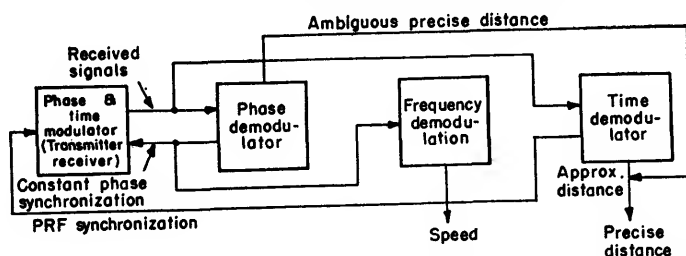 Ambiguous precise distance
Received
signals
Phase &
time
modulator
(Transmitter
receiver)
Phase
demodu-
lator
Frequency
demodu-
lation
Time
demodu-
lator
Constant phase
synchronization
PRF synchronization
Approx.
distance
Speed
Precise
distance